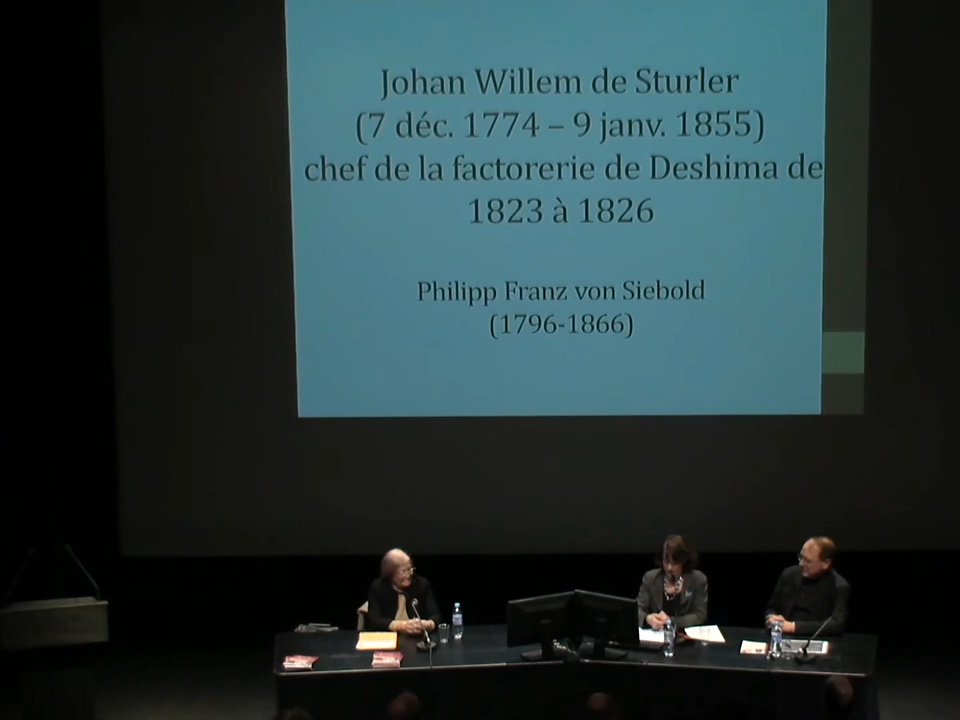 Johan Willem de Sturler
(7 déc. 1774 – 9 janv. 1855)
chef de la factorerie de Deshima de
1823 à 1826
Philipp Franz von Siebold
(1796-1866)